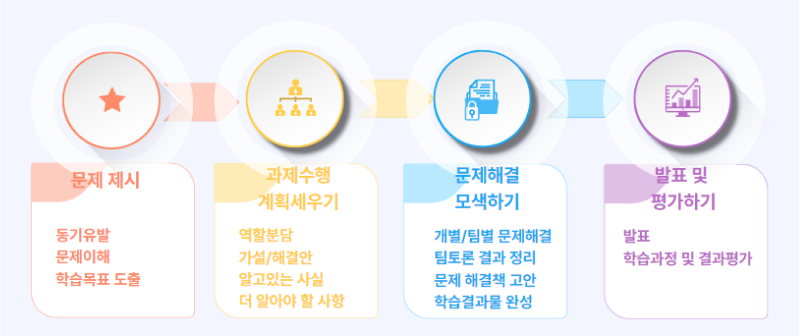 문제 제시
동기유발
문제이해
학습목표 도출
과제수행
계획세우기
역할분담
가설/해결안
알고있는 사실
더 알아야 할 사항
문제해결
모색하기
개별/팀별 문제해결
팀토론 결과 정리
문제 해결책 고안
학습결과물 완성
발표 및
평가하기
발표
학습과정 및 결과평가